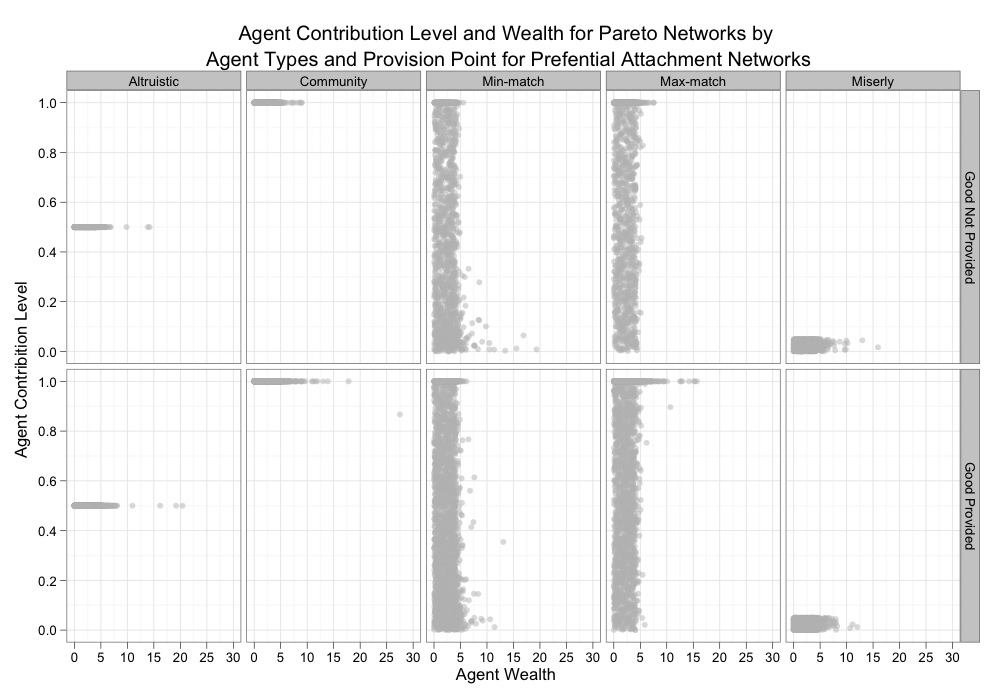 Agent Contribution Level and Wealth for Pareto Networks by
Agent Types and Provision Point for Prefential Attachment Networks
Altruistic Community Min-match Max-match Miserly
1.0
0.8
0.6
0.4
0.2
0.0
Good Not Provided
1.0
0.8
0.6
0.4
0.2
0.0
Good Provided
Agent Contribition Level
0 5 10 15 20 25 30 0 5 10 15 20 25 30 0 5 10 15 20 25 30 0 5 10 15 20 25 30 0 5 10 15 20 25 30
Agent Wealth